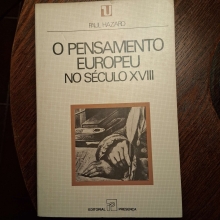 PAUL HAZARD
O PENSAMENTO
EUROPEU
NO SÉCULO XVIII
EDITORIAL PRESENÇA